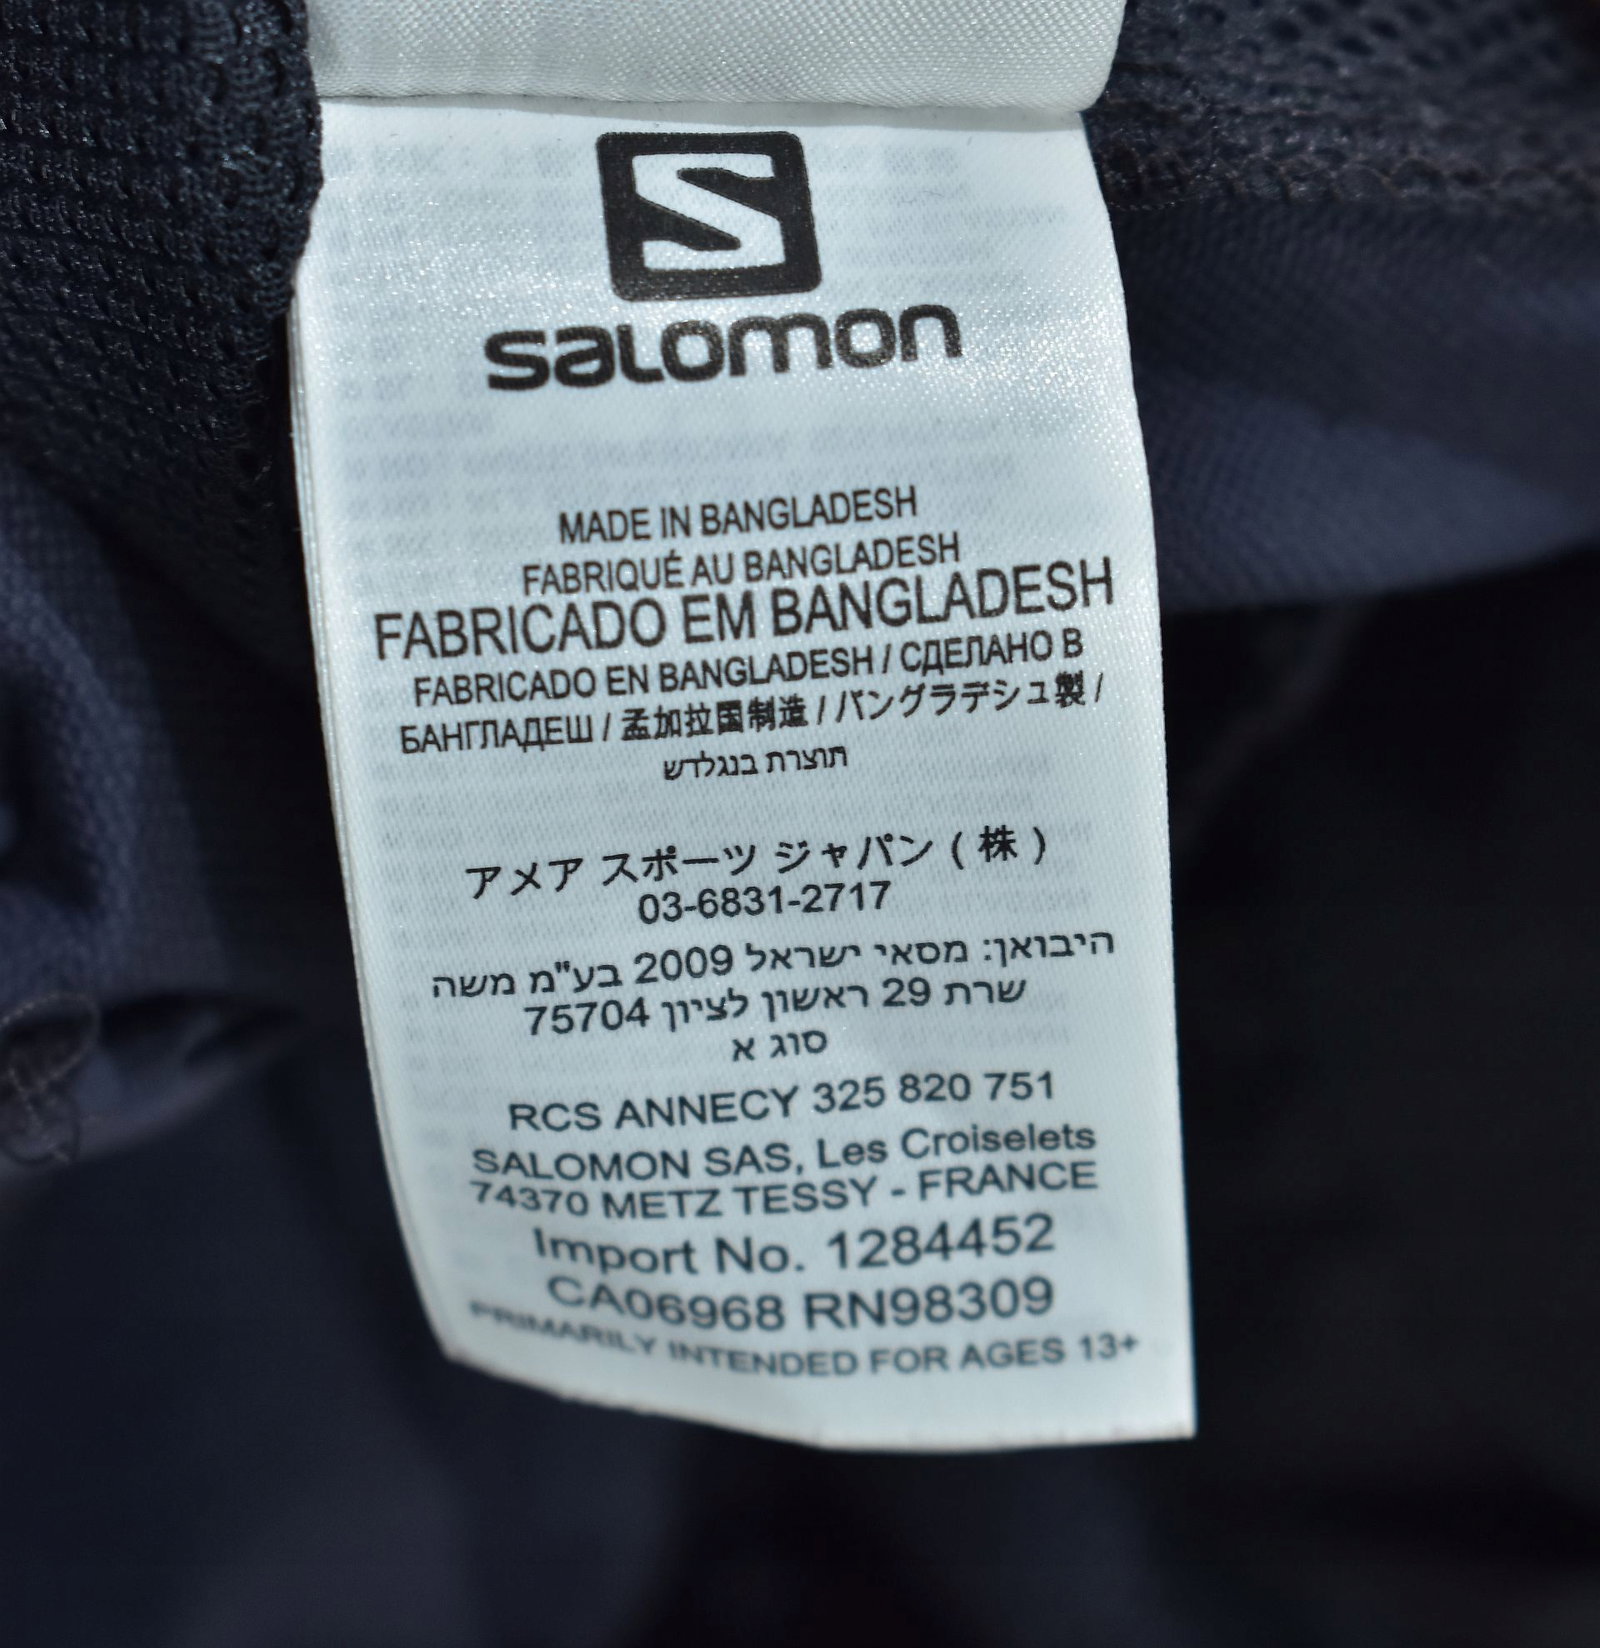 S
SALOMON
MADE IN BANGLADESH
FABRIQUÉ AU BANGLADESH
FABRICADO EM BANGLADESH
FABRICADO EN BANGLADESH / СДЕЛАНО В
БАНГЛАДЕШ / 孟加拉国制造 / バングラデシュ製 /
תוצרת בנגלדש
アメア スポーツ ジャパン ( 株 )
03-6831-2717
היבואן: מסאי ישראל 2009 בע"מ משה
שרת 29 ראשון לציון 75704
סוג א
RCS ANNECY 325 820 751
SALOMON SAS, Les Croiselets
74370 METZ TESSY - FRANCE
Import No. 1284452
CA06968 RN98309
PRIMARILY INTENDED FOR AGES 13+